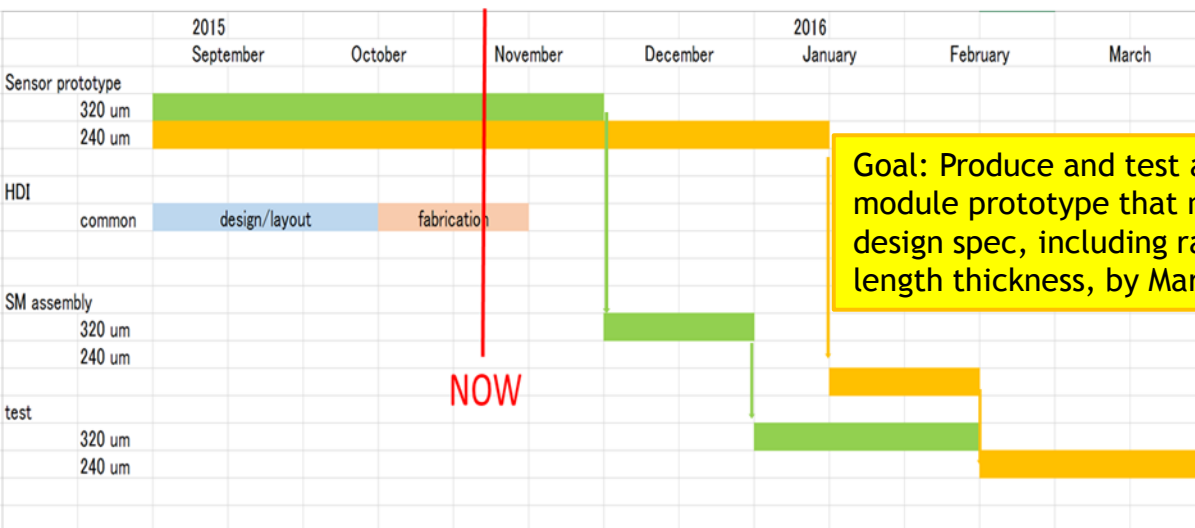 2015 2016
September October November December January February March
Sensor prototype
320 um
240 um
Goal: Produce and test a
module prototype that
design spec, including
length thickness, by
HDI
common design/layout fabrication
SM assembly
320 um
240 um
NOW
test
320 um
240 um